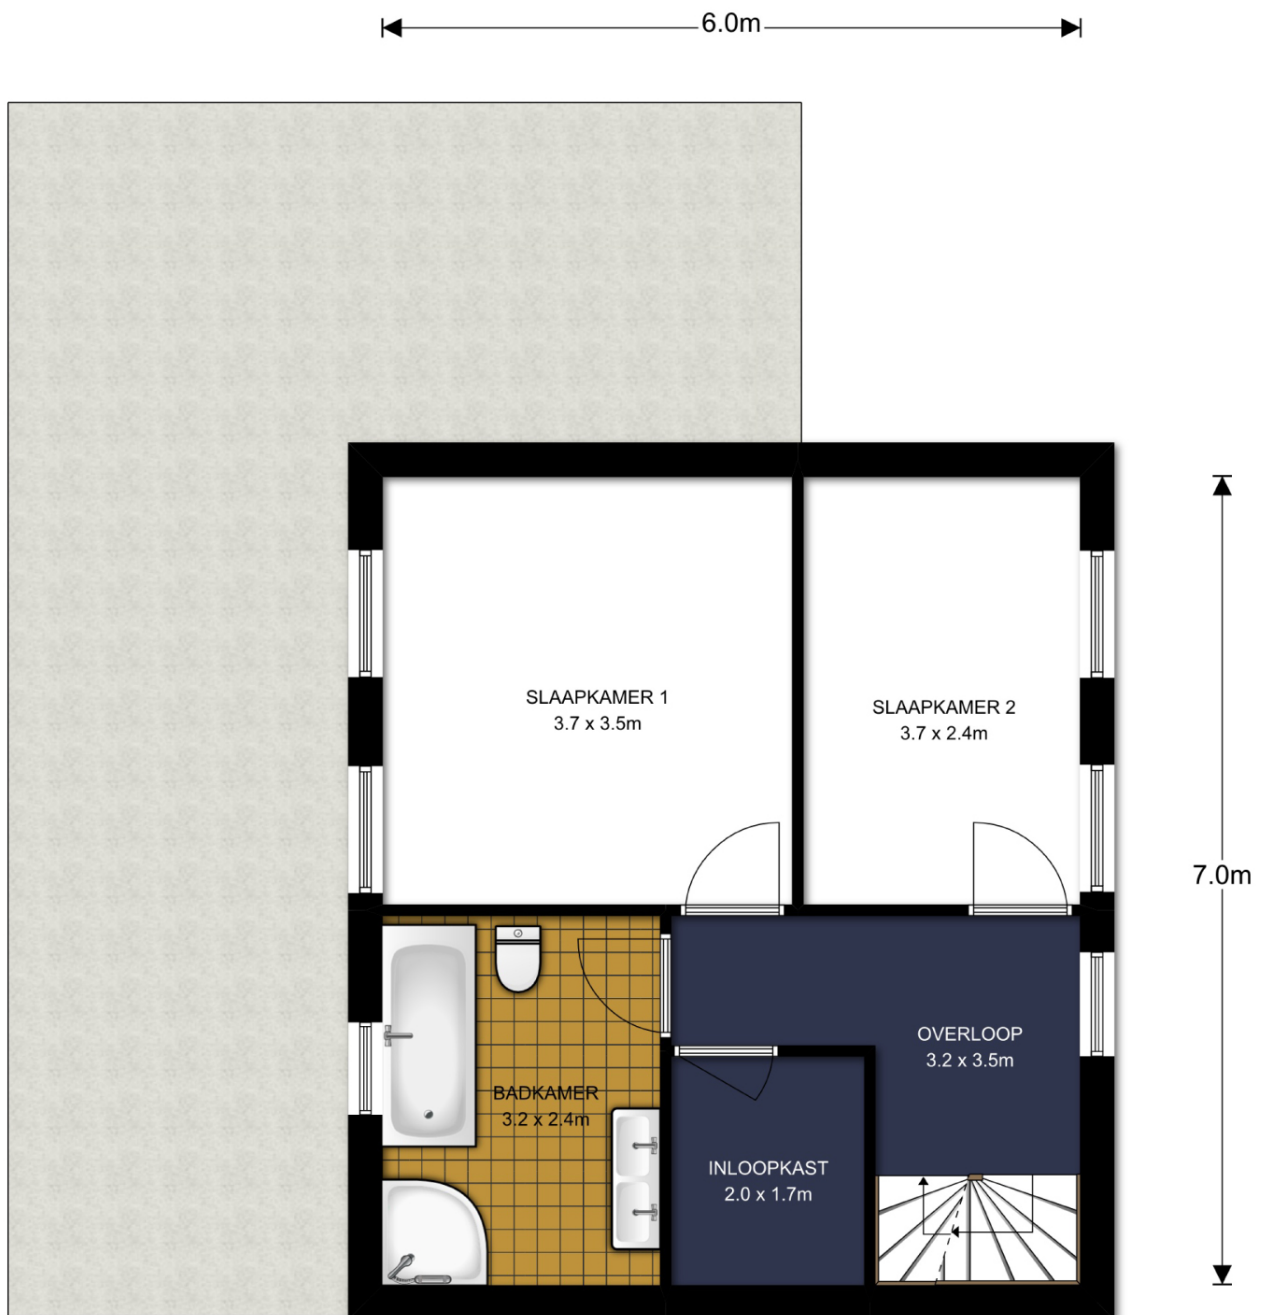 6.0m
SLAAPKAMER 1
3.7 x 3.5m
SLAAPKAMER 2
3.7 x 2.4m
7.0m
OVERLOOP
3.2 x 3.5m
BADKAMER
3.2 x 2.4m
INLOOPKAST
2.0 x 1.7m